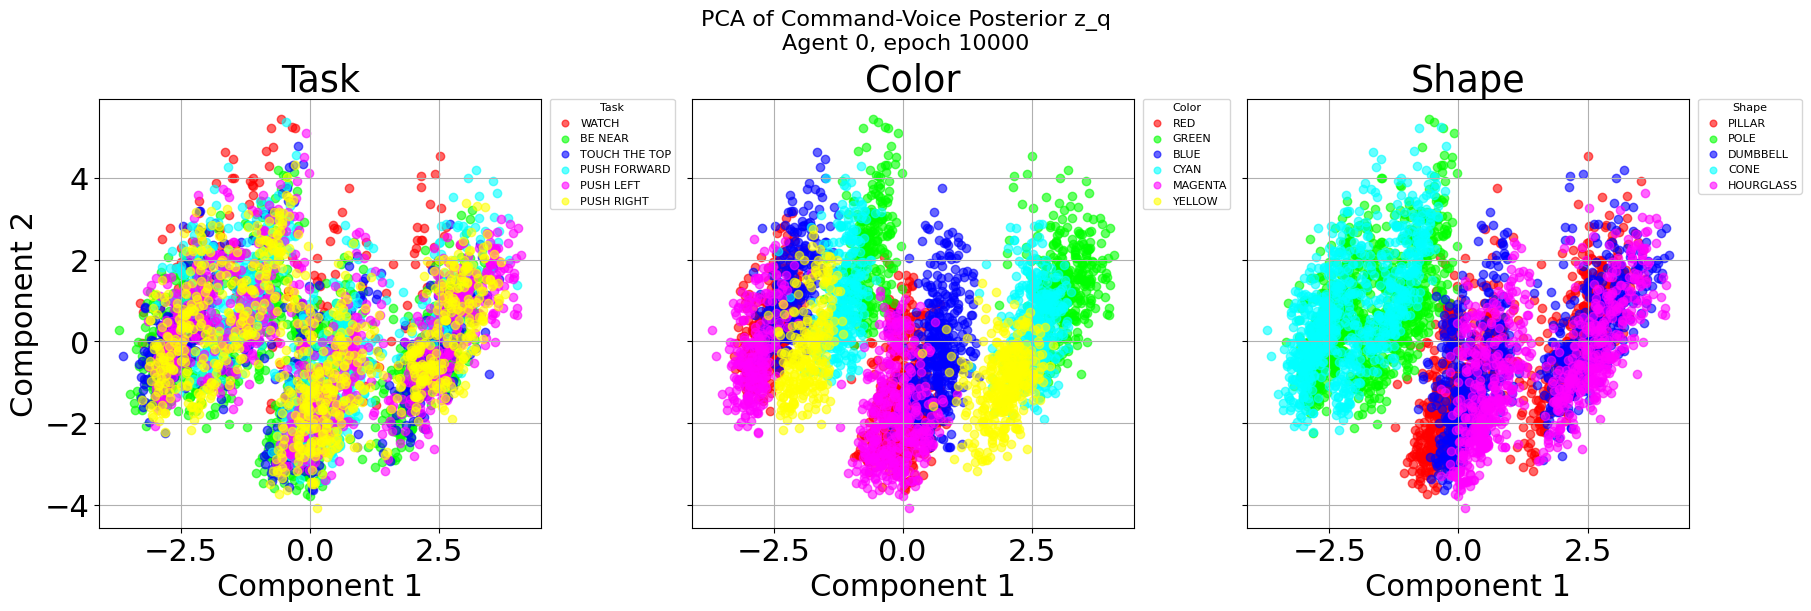 PCA of Command-Voice Posterior z_q
Agent 0, epoch 10000
Task
Color
Shape
Task
WATCH
BE NEAR
TOUCH THE TOP
PUSH FORWARD
PUSH LEFT
PUSH RIGHT
Color
RED
GREEN
BLUE
CYAN
MAGENTA
YELLOW
Shape
PILLAR
POLE
DUMBBELL
CONE
HOURGLASS
Component 2
4
2
0
−2
−4
−2.5 0.0 2.5
−2.5 0.0 2.5
−2.5 0.0 2.5
Component 1
Component 1
Component 1